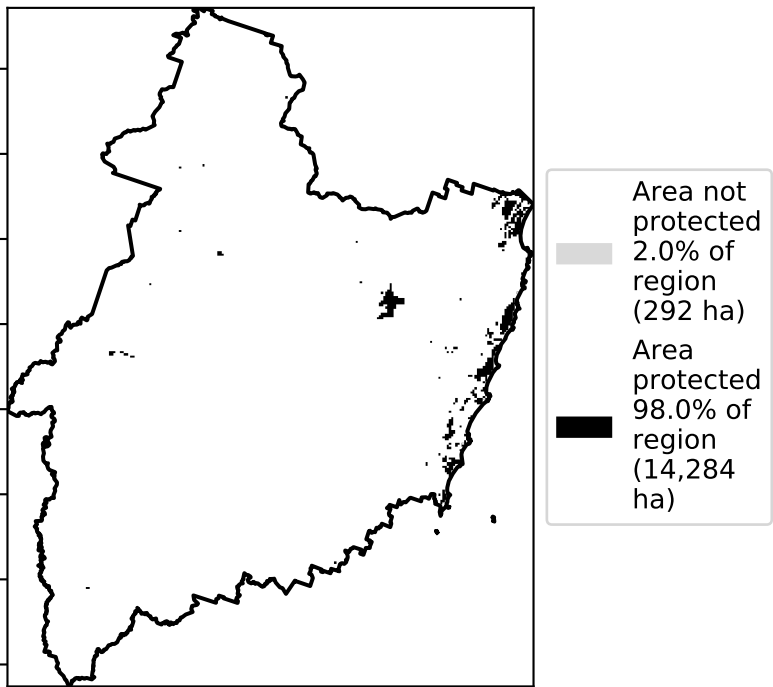 Area not
protected
2.0% of
region
(292 ha)
Area
protected
98.0% of
region
(14,284
ha)